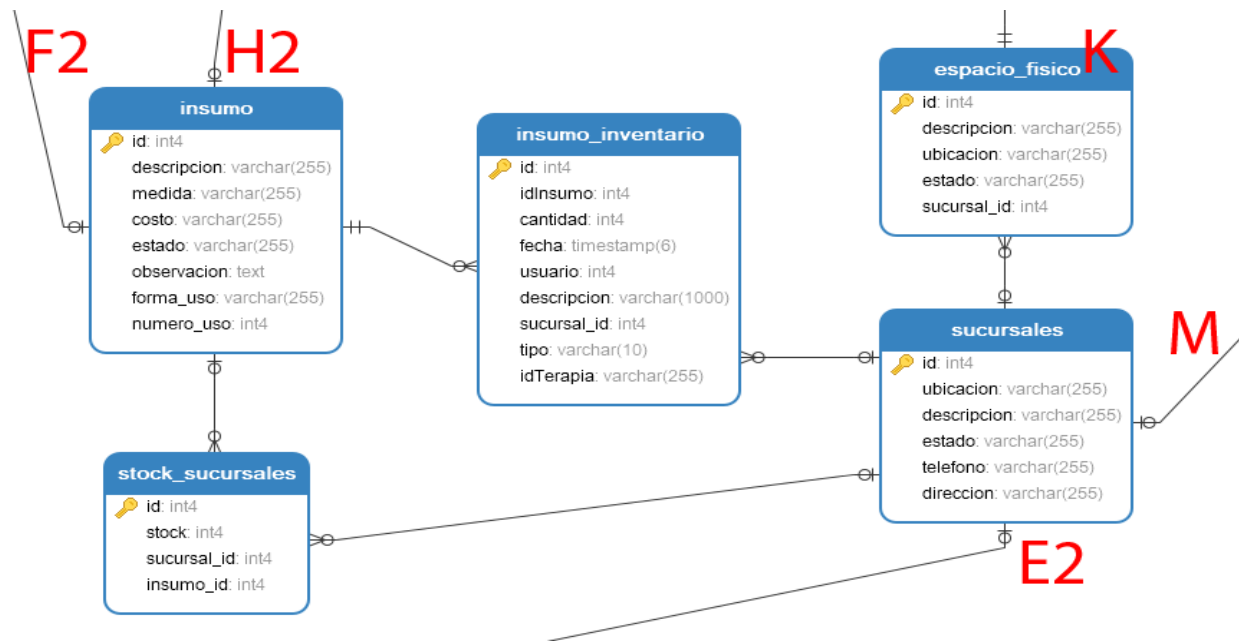 F2
H2
K
insumo
id: int4
descripcion: varchar(255)
medida: varchar(255)
costo: varchar(255)
estado: varchar(255)
observacion: text
forma_uso: varchar(255)
numero_uso: int4
insumo_inventario
id: int4
idInsumo: int4
cantidad: int4
fecha: timestamp(6)
usuario: int4
descripcion: varchar(1000)
sucursal_id: int4
tipo: varchar(10)
idTerapia: varchar(255)
espacio_fisico
id: int4
descripcion: varchar(255)
ubicacion: varchar(255)
estado: varchar(255)
sucursal_id: int4
sucursales
id: int4
ubicacion: varchar(255)
descripcion: varchar(255)
estado: varchar(255)
telefono: varchar(255)
direccion: varchar(255)
M
stock_sucursales
id: int4
stock: int4
sucursal_id: int4
insumo_id: int4
E2